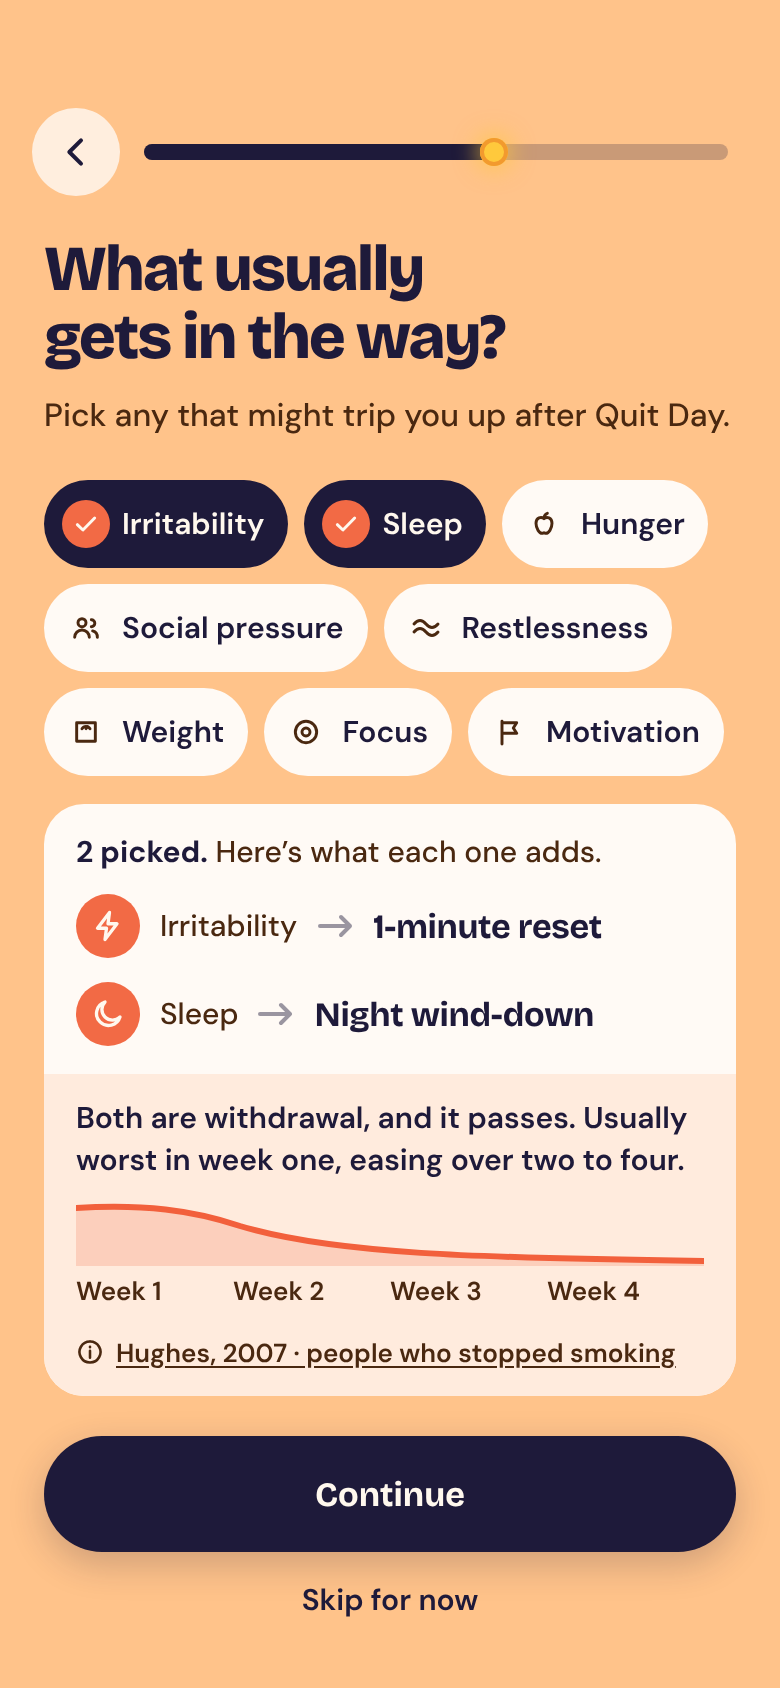 What usually
gets in the way?
Pick any that might trip you up after Quit Day.
Irritability
Sleep
Hunger
Social pressure
Restlessness
Weight
Focus
Motivation
2 picked. Here’s what each one adds.
Irritability → 1-minute reset
Sleep → Night wind-down
Both are withdrawal, and it passes. Usually
worst in week one, easing over two to four.
Week 1 Week 2 Week 3 Week 4
Hughes, 2007 · people who stopped smoking
Continue
Skip for now